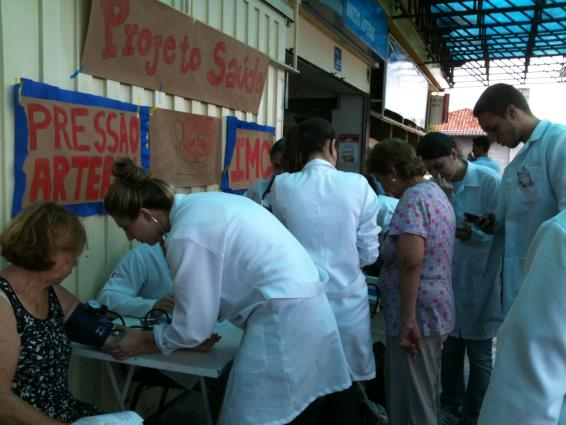 Projeto Saúde
PRESSÃO
ARTERIAL
IMC